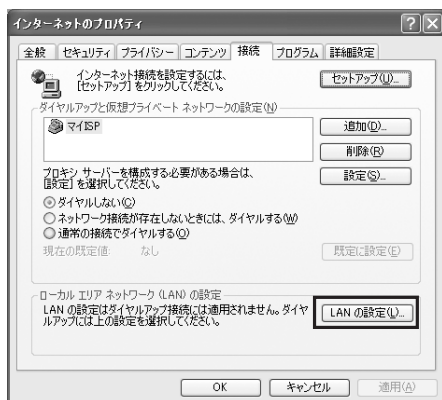 インターネットのプロパティ
全般 セキュリティ プライバシー コンテンツ 接続 プログラム 詳細設定
インターネット接続を設定するには、
[セットアップ] をクリックしてください。
セットアップ(U)...
ダイヤルアップと仮想プライベート ネットワークの設定(N)
マイISP
追加(D)...
削除(R)
プロキシ サーバーを構成する必要がある場合は、
[設定] を選択してください。
設定(S)...
ダイヤルしない(C)
ネットワーク接続が存在しないときには、ダイヤルする(W)
通常の接続でダイヤルする(O)
現在の既定値: なし
既定に設定(E)
ローカル エリア ネットワーク (LAN) の設定
LAN の設定はダイヤルアップ接続には適用されません。ダイヤ
ルアップには上の設定を選択してください。
LAN の設定(L)...
OK キャンセル 適用(A)